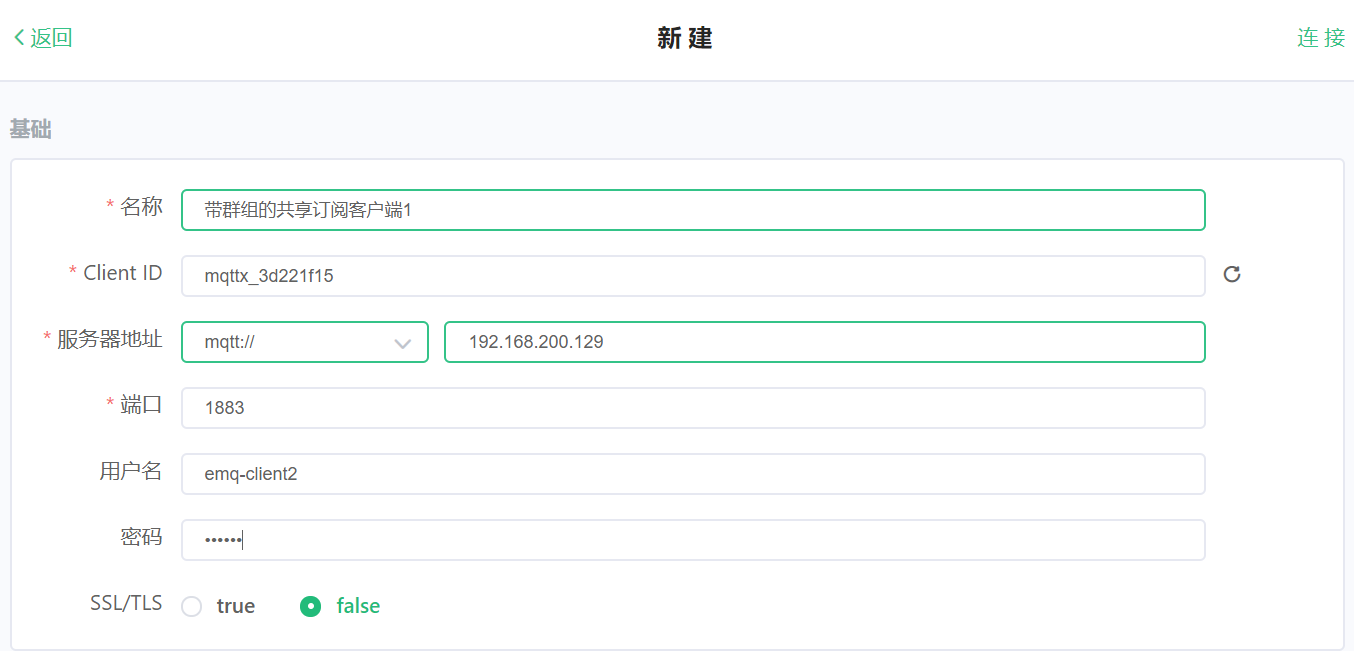 返回 新 建 连 接
基础
* 名称 带群组的共享订阅客户端1
* Client ID mqttx_3d221f15
* 服务器地址 mqtt:// 192.168.200.129
* 端口 1883
用户名 emq-client2
密码 ••••••
SSL/TLS true false